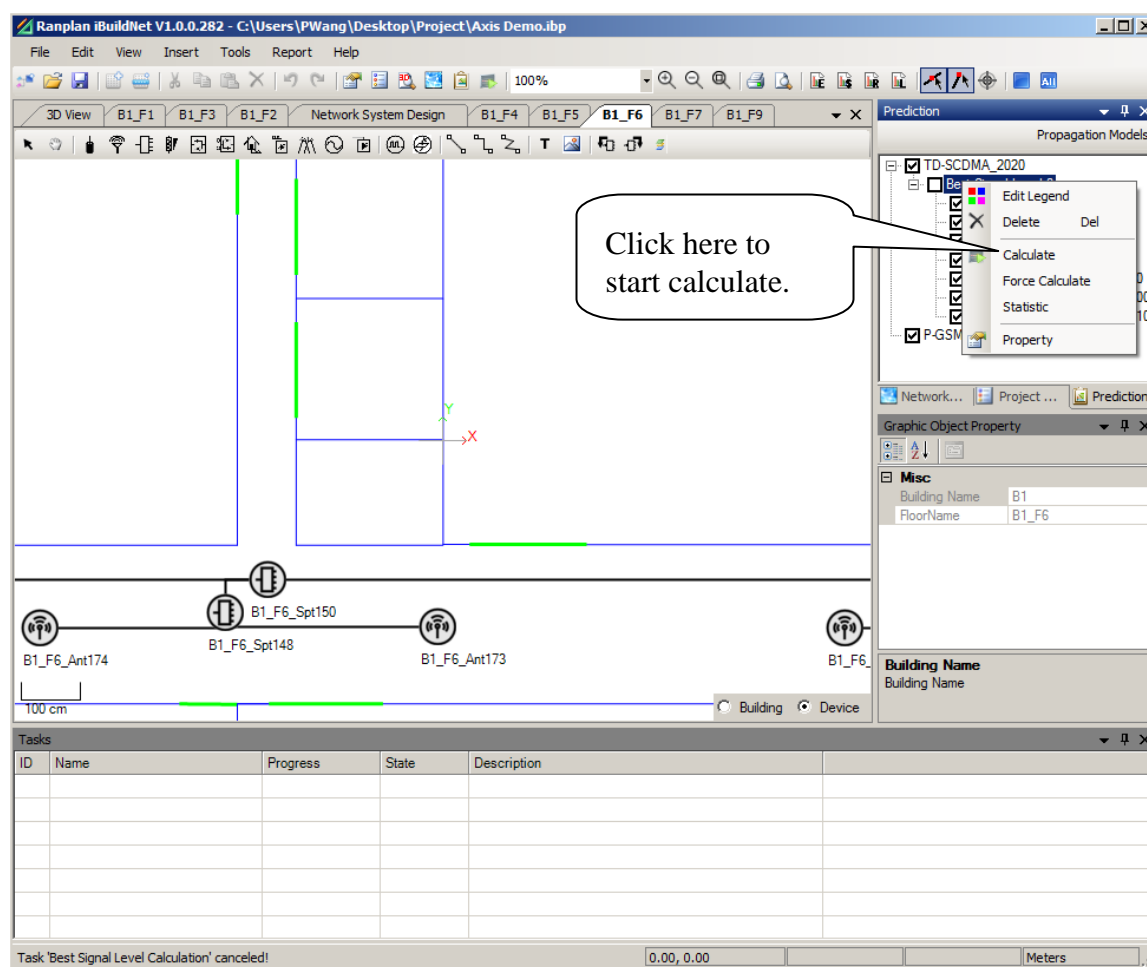 Ranplan iBuildNet V1.0.0.282 - C:\Users\PWang\Desktop\Project\Axis Demo.ibp
File Edit View Insert Tools Report Help
100%
3D View B1_F1 B1_F3 B1_F2 Network System Design B1_F4 B1_F5 B1_F6 B1_F7 B1_F9
T
Prediction
Propagation Models
TD-SCDMA_2020
Edit Legend
Delete Del
Calculate
Force Calculate
Statistic
Property
P-GSM
Click here to
start calculate.
Y
X
Network... Project ... Prediction
Graphic Object Property
Misc
Building Name B1
FloorName B1_F6
B1_F6_Spt150
B1_F6_Spt148
B1_F6_Ant174
B1_F6_Ant173
B1_F6_
100 cm
Building Device
Building Name
Building Name
Tasks
ID Name Progress State Description
Task 'Best Signal Level Calculation' canceled!
0.00, 0.00
Meters